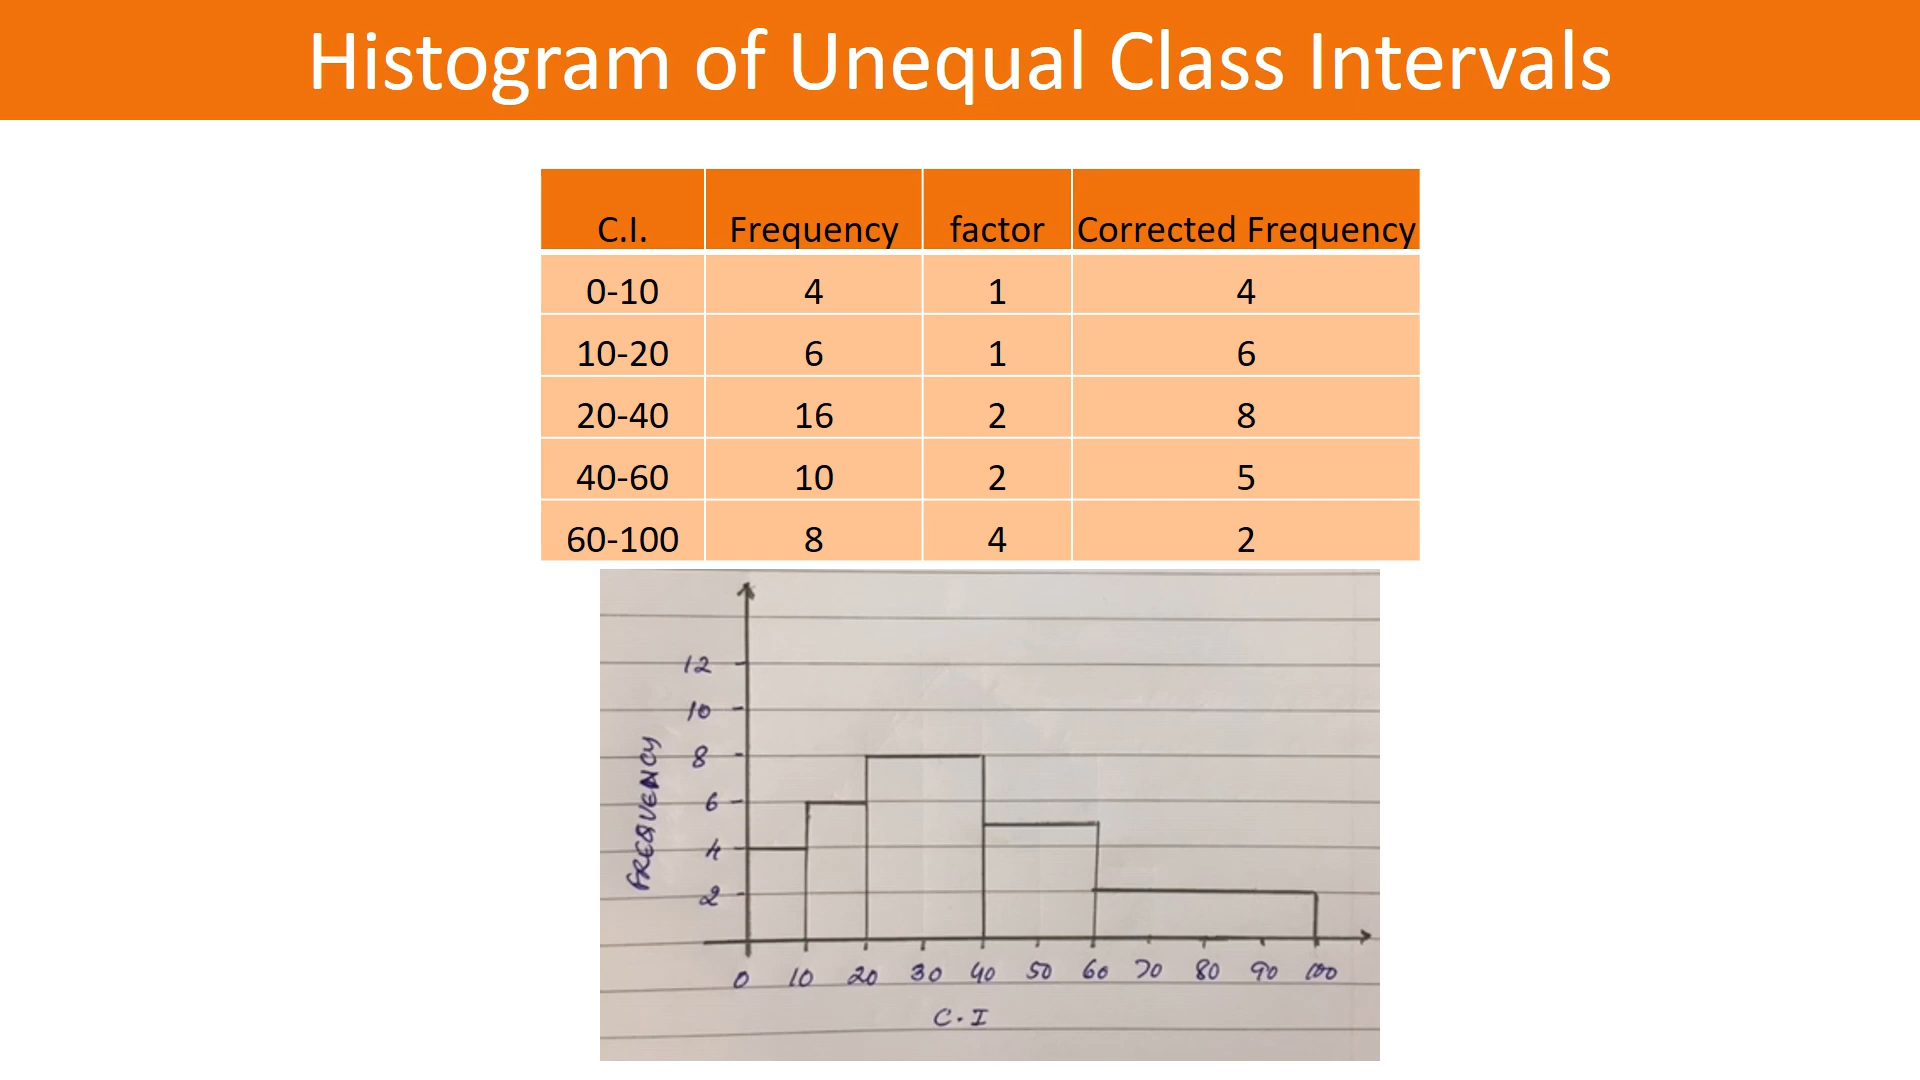 Histogram of Unequal Class Intervals
C.I. Frequency factor Corrected Frequency
0-10 4 1 4
10-20 6 1 6
20-40 16 2 8
40-60 10 2 5
60-100 8 4 2
12
10
8
6
4
2
FREQUENCY
0 10 20 30 40 50 60 70 80 90 100
C.I